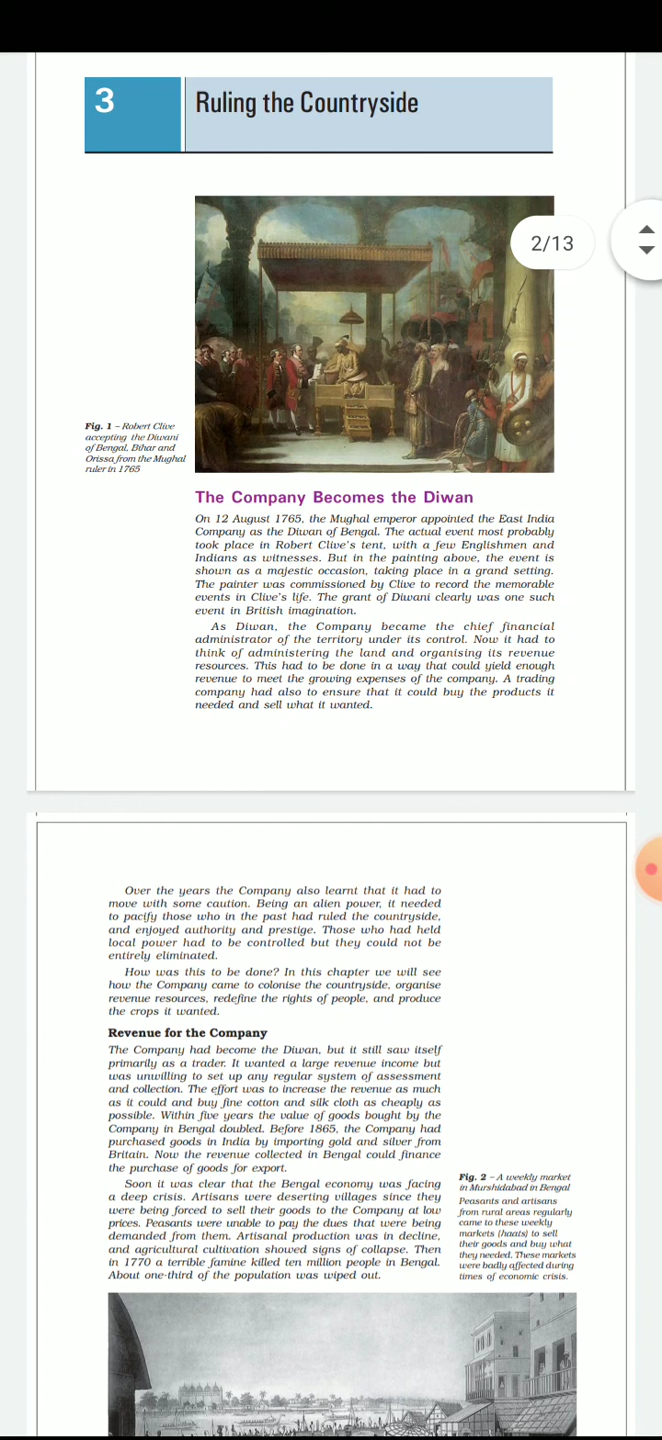 3
Ruling the Countryside
2/13
Fig. 1 – Robert Clive
accepting the Diwani
of Bengal, Bihar and
Orissa from the Mughal
ruler in 1765
The Company Becomes the Diwan
On 12 August 1765, the Mughal emperor appointed the East India
Company as the Diwan of Bengal. The actual event most probably
took place in Robert Clive's tent, with a few Englishmen and
Indians as witnesses. But in the painting above, the event is
shown as a majestic occasion, taking place in a grand setting.
The painter was commissioned by Clive to record the memorable
events in Clive's life. The grant of Diwani clearly was one such
event in British imagination.
As Diwan, the Company became the chief financial
administrator of the territory under its control. Now it had to
think of administering the land and organising its revenue
resources. This had to be done in a way that could yield enough
revenue to meet the growing expenses of the company. A trading
company had also to ensure that it could buy the products it
needed and sell what it wanted.
Over the years the Company also learnt that it had to
move with some caution. Being an alien power, it needed
to pacify those who in the past had ruled the countryside,
and enjoyed authority and prestige. Those who had held
local power had to be controlled but they could not be
entirely eliminated.
How was this to be done? In this chapter we will see
how the Company came to colonise the countryside, organise
revenue resources, redefine the rights of people, and produce
the crops it wanted.
Revenue for the Company
The Company had become the Diwan, but it still saw itself
primarily as a trader. It wanted a large revenue income but
was unwilling to set up any regular system of assessment
and collection. The effort was to increase the revenue as much
as it could and buy fine cotton and silk cloth as cheaply as
possible. Within five years the value of goods bought by the
Company in Bengal doubled. Before 1865, the Company had
purchased goods in India by importing gold and silver from
Britain. Now the revenue collected in Bengal could finance
the purchase of goods for export.
Soon it was clear that the Bengal economy was facing
a deep crisis. Artisans were deserting villages since they
were being forced to sell their goods to the Company at low
prices. Peasants were unable to pay the dues that were being
demanded from them. Artisanal production was in decline,
and agricultural cultivation showed signs of collapse. Then
in 1770 a terrible famine killed ten million people in Bengal.
About one-third of the population was wiped out.
Fig. 2 – A weekly market
in Murshidabad in Bengal
Peasants and artisans
from rural areas regularly
came to these weekly
markets (haats) to sell
their goods and buy what
they needed. These markets
were badly affected during
times of economic crisis.